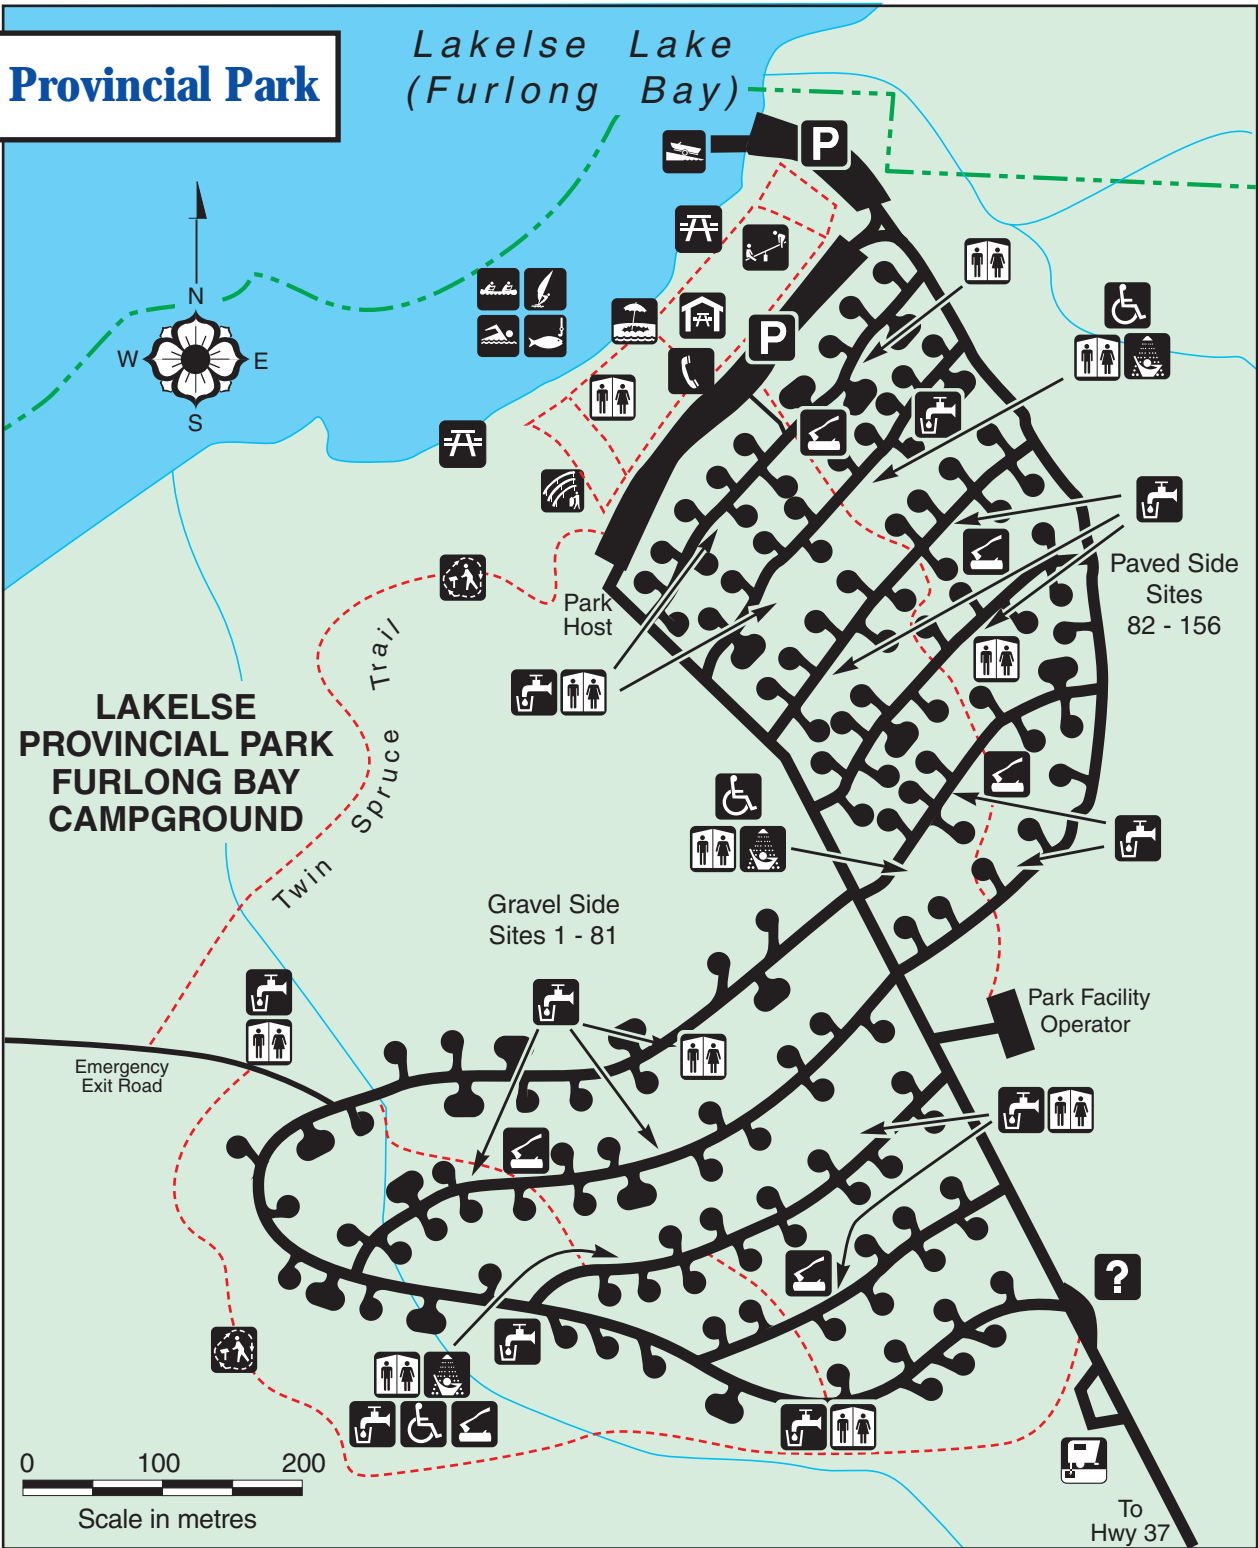 Provincial Park
Lakelse Lake
(Furlong Bay)
P
N
W E
S
P
Paved Side
Sites
82 - 156
Park
Host
LAKELSE
PROVINCIAL PARK
FURLONG BAY
CAMPGROUND
Twin Spruce Trail
Gravel Side
Sites 1 - 81
Park Facility
Operator
Emergency
Exit Road
?
0 100 200
Scale in metres
To
Hwy 37